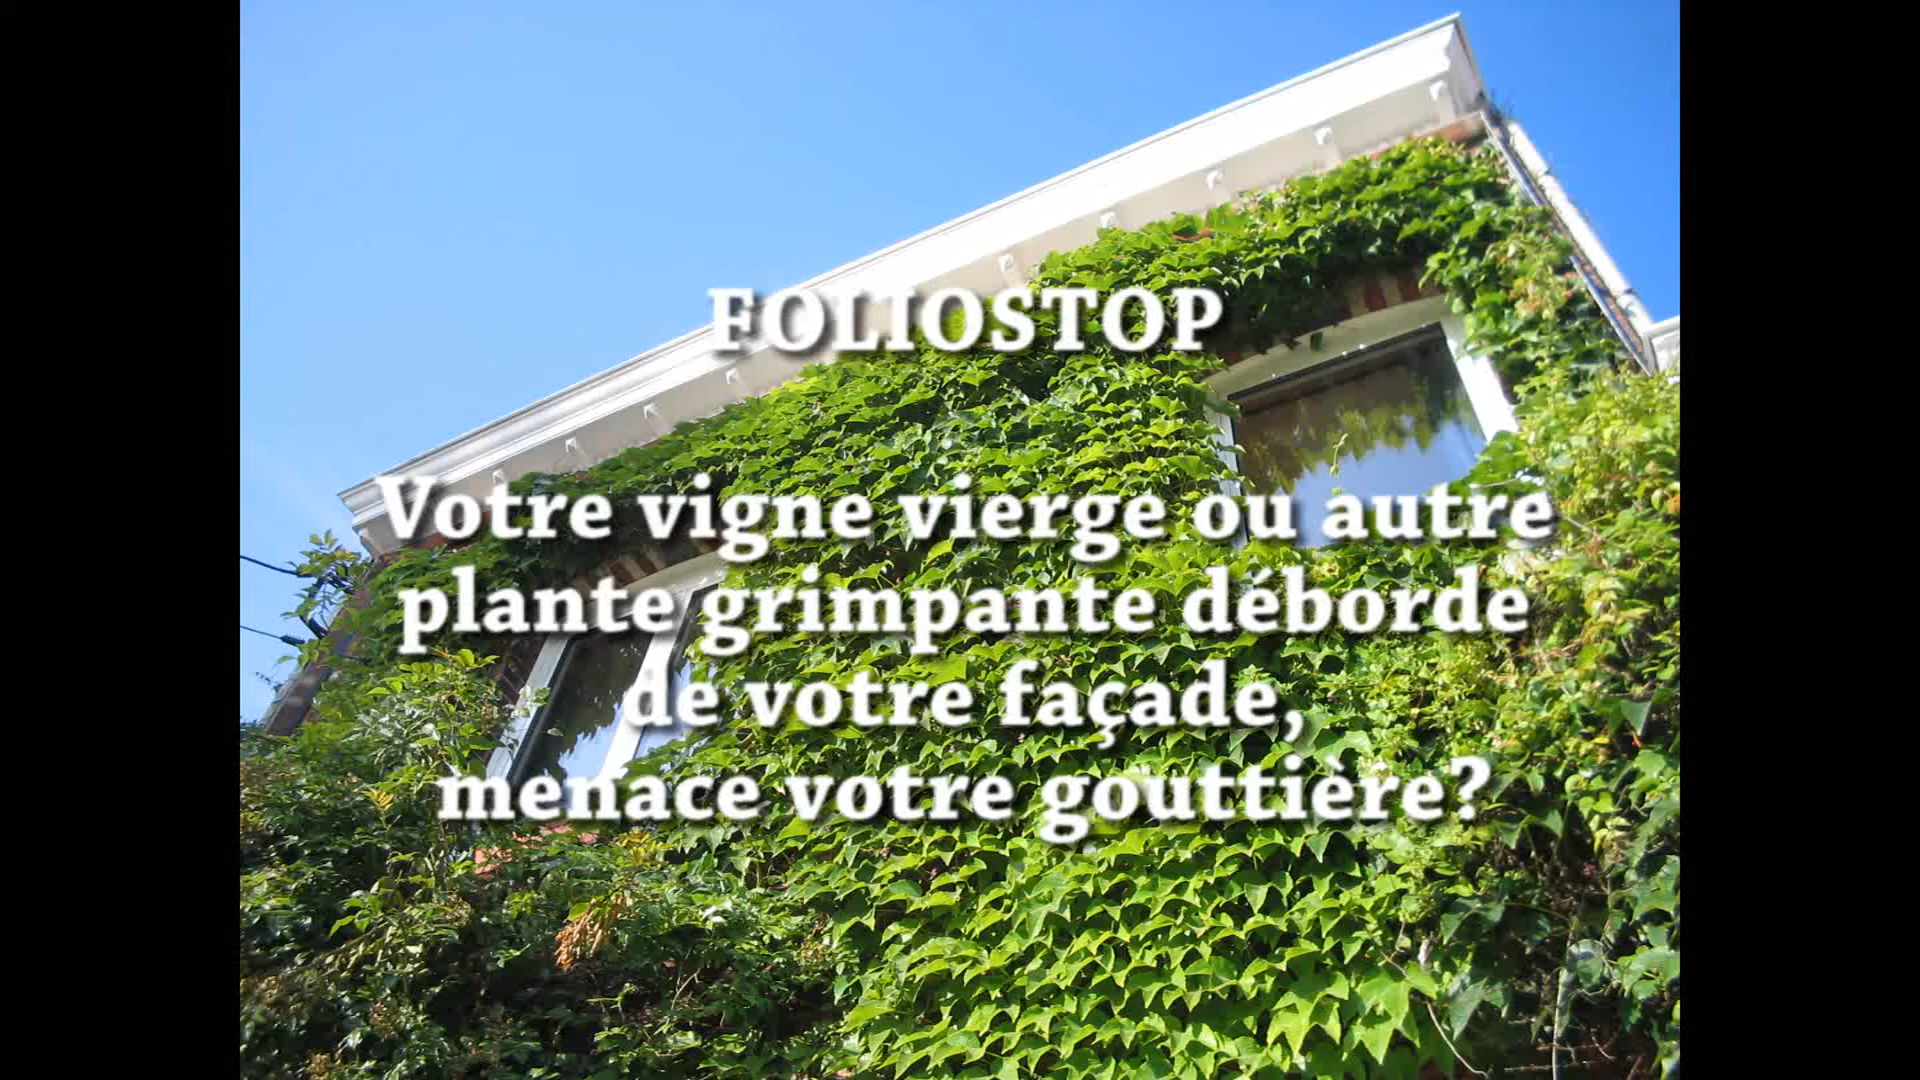 FOLIOSTOP
Votre vigne vierge ou autre
plante grimpante déborde
de votre façade,
menace votre gouttière?